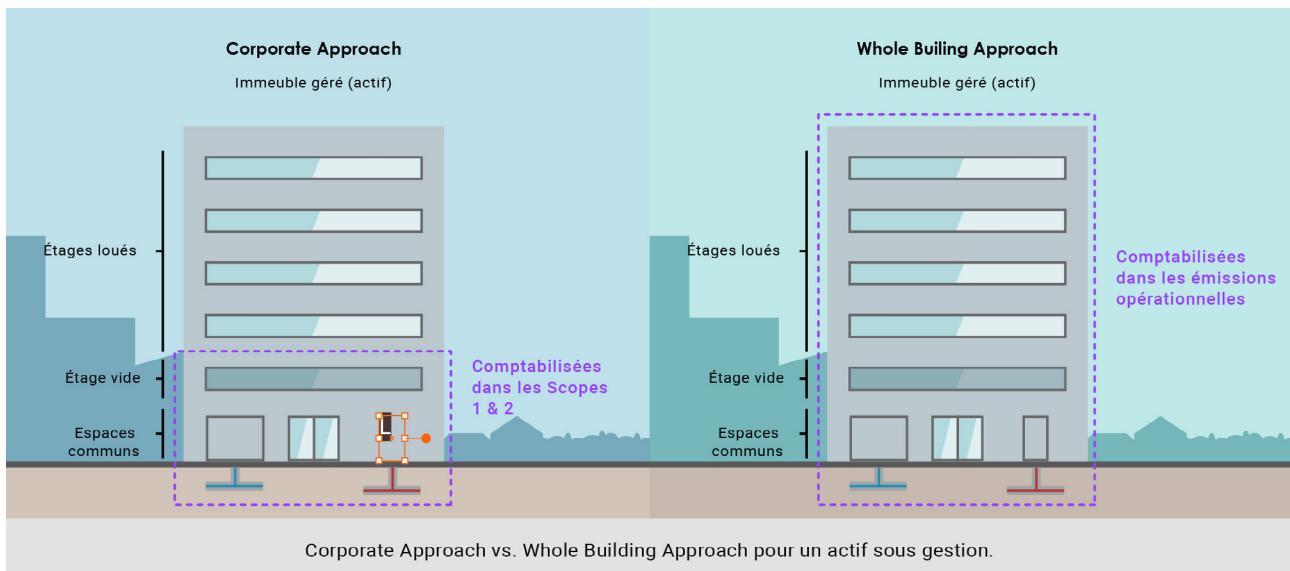 Corporate Approach
Immeuble géré (actif)
Étages loués
Étage vide
Espaces
communs
Comptabilisées
dans les Scopes
1 & 2
L
Whole Builing Approach
Immeuble géré (actif)
Étages loués
Étage vide
Espaces
communs
Comptabilisées
dans les émissions
opérationnelles
Corporate Approach vs. Whole Building Approach pour un actif sous gestion.